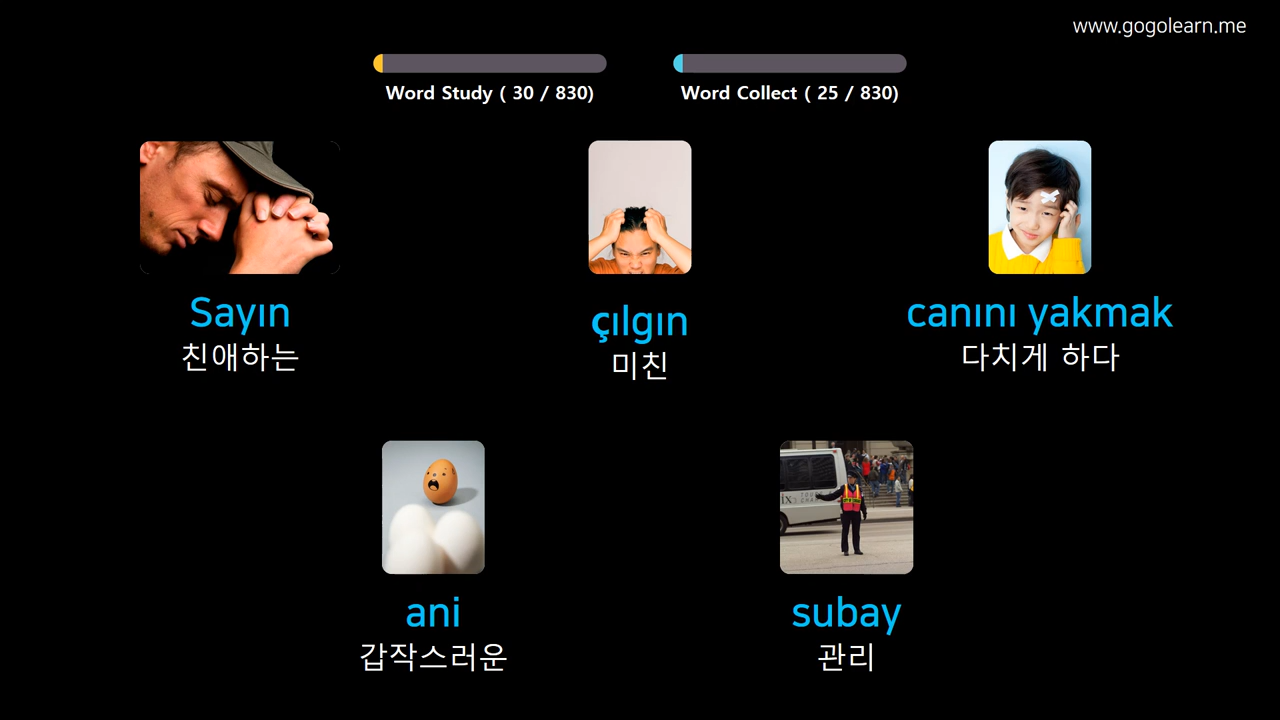 www.gogolearn.me
Word Study ( 30 / 830)
Word Collect ( 25 / 830)
Sayın
친애하는
çılgın
미친
canını yakmak
다치게 하다
ani
갑작스러운
subay
관리